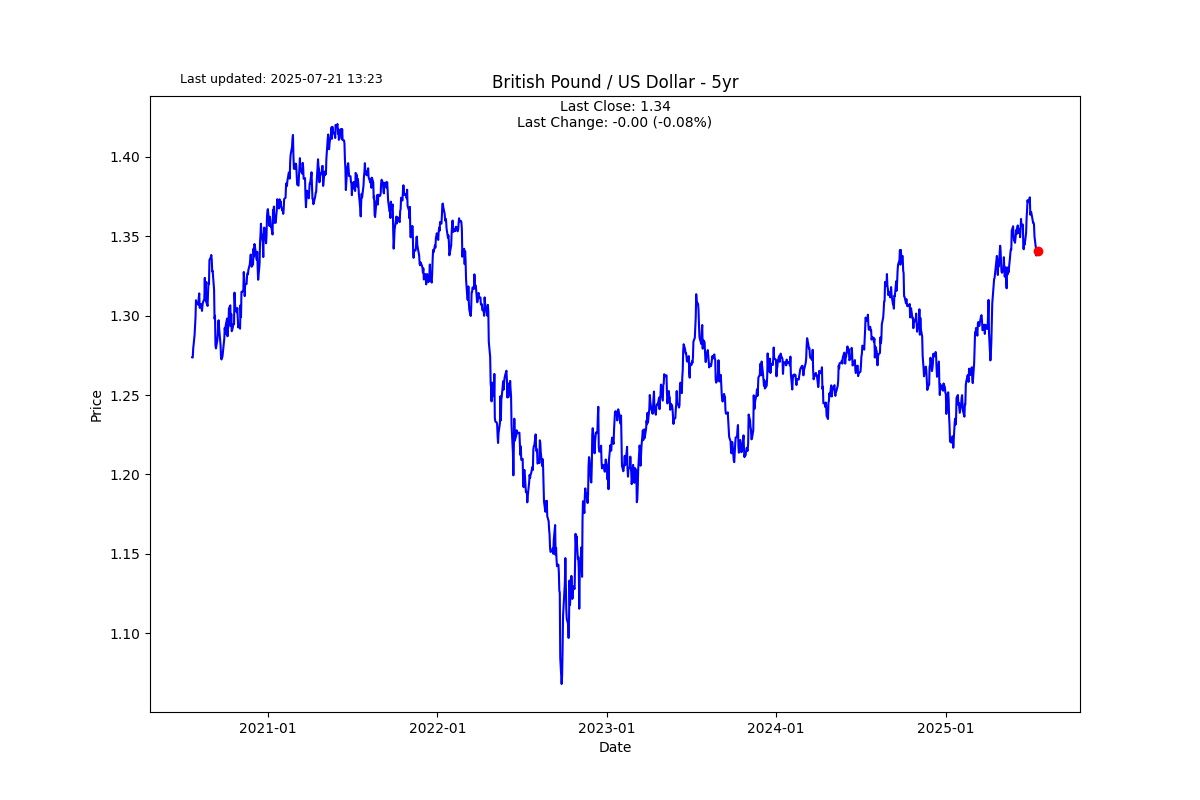 Last updated: 2025-07-21 13:23
British Pound / US Dollar - 5yr
Last Close: 1.34
Last Change: -0.00 (-0.08%)
Price
1.40
1.35
1.30
1.25
1.20
1.15
1.10
2021-01 2022-01 2023-01 2024-01 2025-01
Date